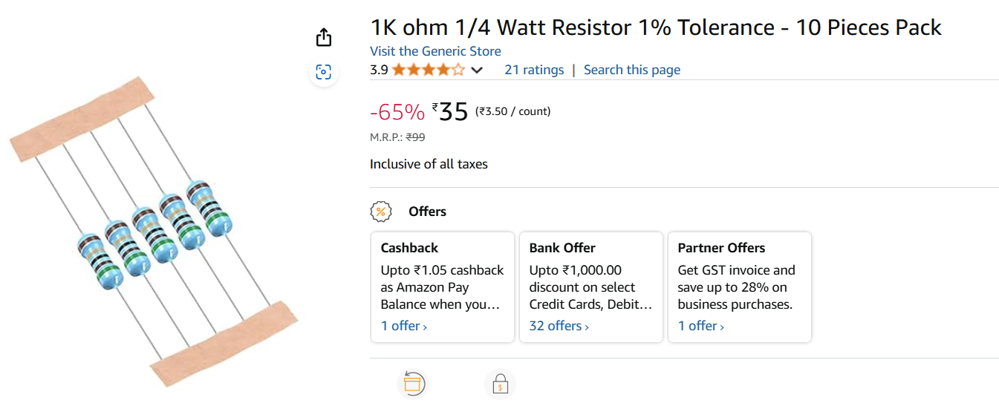 1K ohm 1/4 Watt Resistor 1% Tolerance - 10 Pieces Pack
Visit the Generic Store
3.9 21 ratings | Search this page
-65% ₹35 (₹3.50 / count)
M.R.P.: ₹99
Inclusive of all taxes
% Offers
Cashback
Upto ₹1.05 cashback
as Amazon Pay
Balance when you…
1 offer ›
Bank Offer
Upto ₹1,000.00
discount on select
Credit Cards, Debit…
32 offers ›
Partner Offers
Get GST invoice and
save up to 28% on
business purchases.
1 offer ›
$